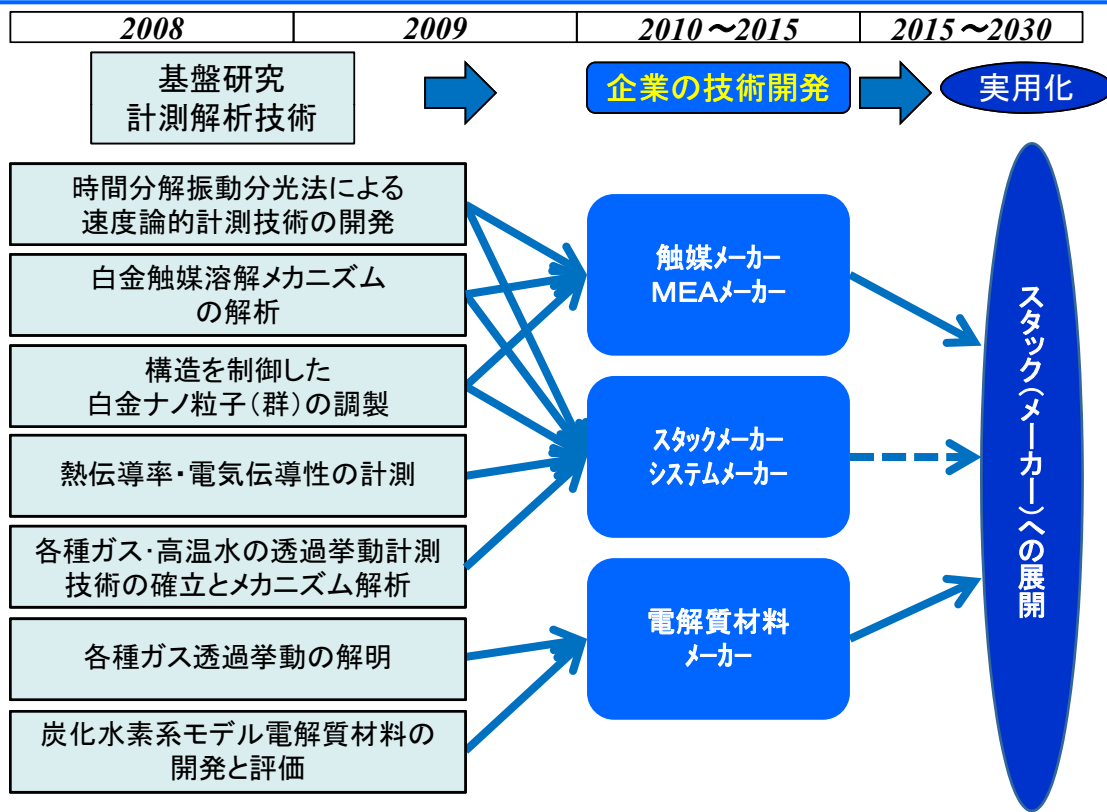 2008 2009 2010～2015 2015～2030
基盤研究
計測解析技術
企業の技術開発
実用化
時間分解振動分光法による
速度論的計測技術の開発
白金触媒溶解メカニズム
の解析
構造を制御した
白金ナノ粒子（群）の調製
熱伝導率・電気伝導性の計測
各種ガス・高温水の透過挙動計測
技術の確立とメカニズム解析
各種ガス透過挙動の解明
炭化水素系モデル電解質材料の
開発と評価
触媒メーカー
ＭＥＡメーカー
スタックメーカー
システムメーカー
電解質材料
メーカー
スタック（メーカー）への展開